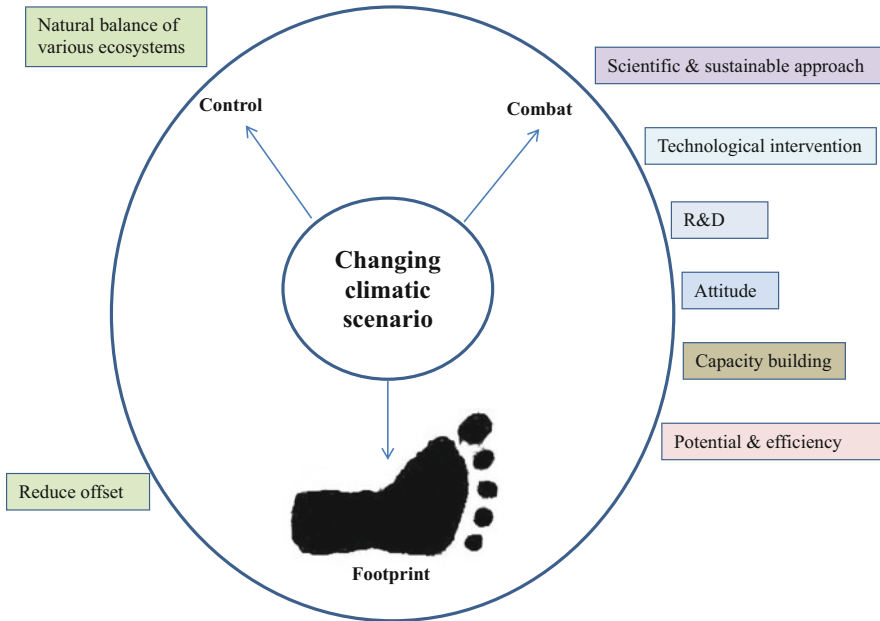 Natural balance of
various ecosystems
Control
Combat
Scientific & sustainable approach
Technological intervention
R&D
Attitude
Capacity building
Potential & efficiency
Changing
climatic
scenario
Reduce offset
Footprint